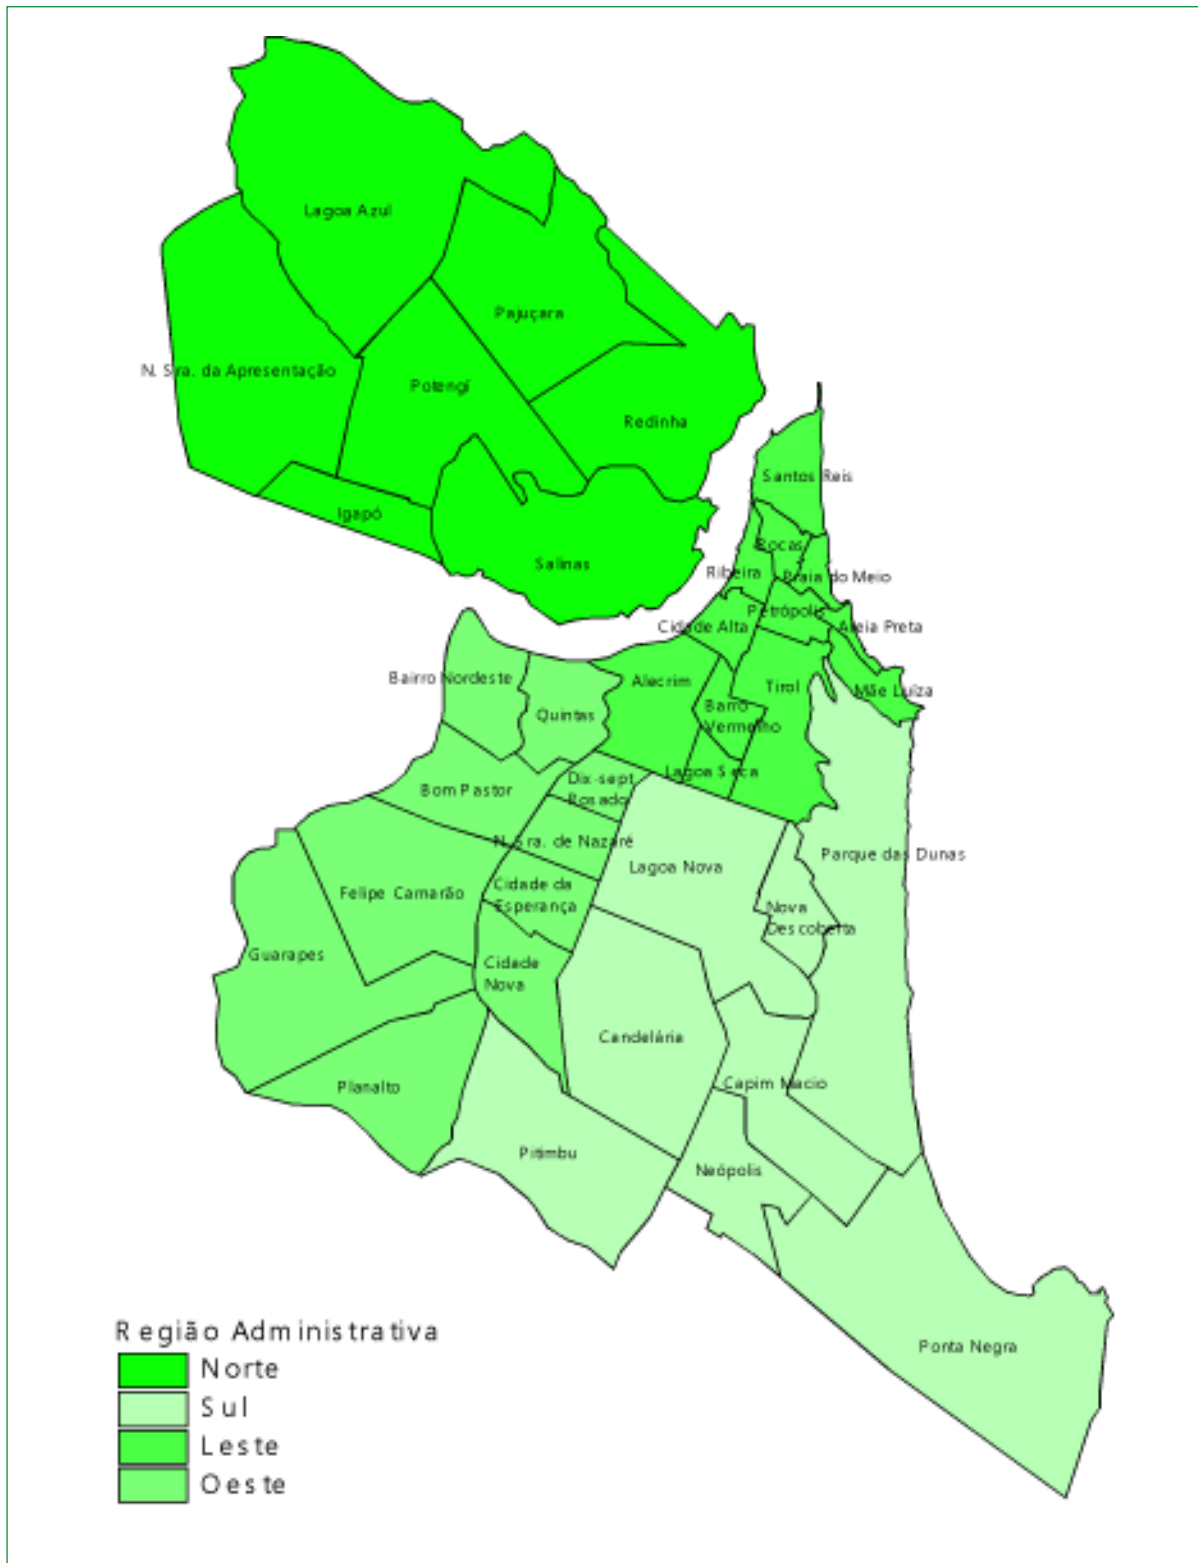 Lagoa Azul
Pajuçara
N. Sra. da Apresentação
Potengí
Redinha
Igapó
Salinas
Santos Reis
Rocas
Ribeira
Praia do Meio
Petrópolis
Cidade Alta
Areia Preta
Bairro Nordeste
Alecrim
Tirol
Mãe Luíza
Quintas
Barro
Vermelho
Lagoa Seca
Bom Pastor
Dix-sept
Rosado
N. Sra. de Nazaré
Parque das Dunas
Lagoa Nova
Felipe Camarão
Cidade da
Esperança
Nova
Descoberta
Guarapes
Cidade
Nova
Candelária
Planalto
Capim Macio
Pitimbu
Neópolis
Ponta Negra
Região Administrativa
Norte
Sul
Leste
Oeste